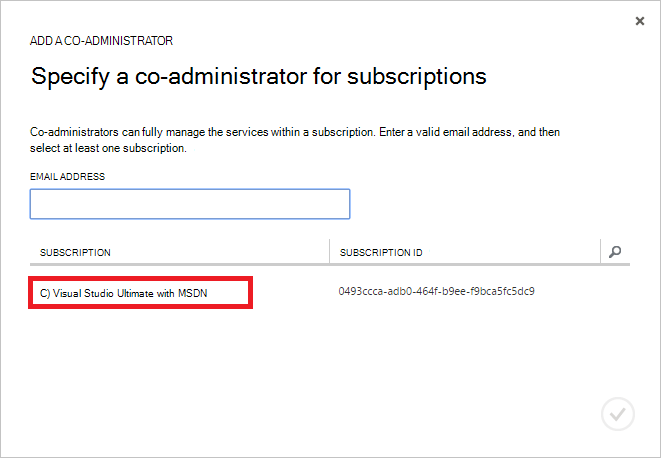 ADD A CO-ADMINISTRATOR
Specify a co-administrator for subscriptions
Co-administrators can fully manage the services within a subscription. Enter a valid email address, and then
select at least one subscription.
EMAIL ADDRESS
SUBSCRIPTION SUBSCRIPTION ID
C) Visual Studio Ultimate with MSDN 0493ccca-adb0-464f-b9ee-f9bca5fc5dc9